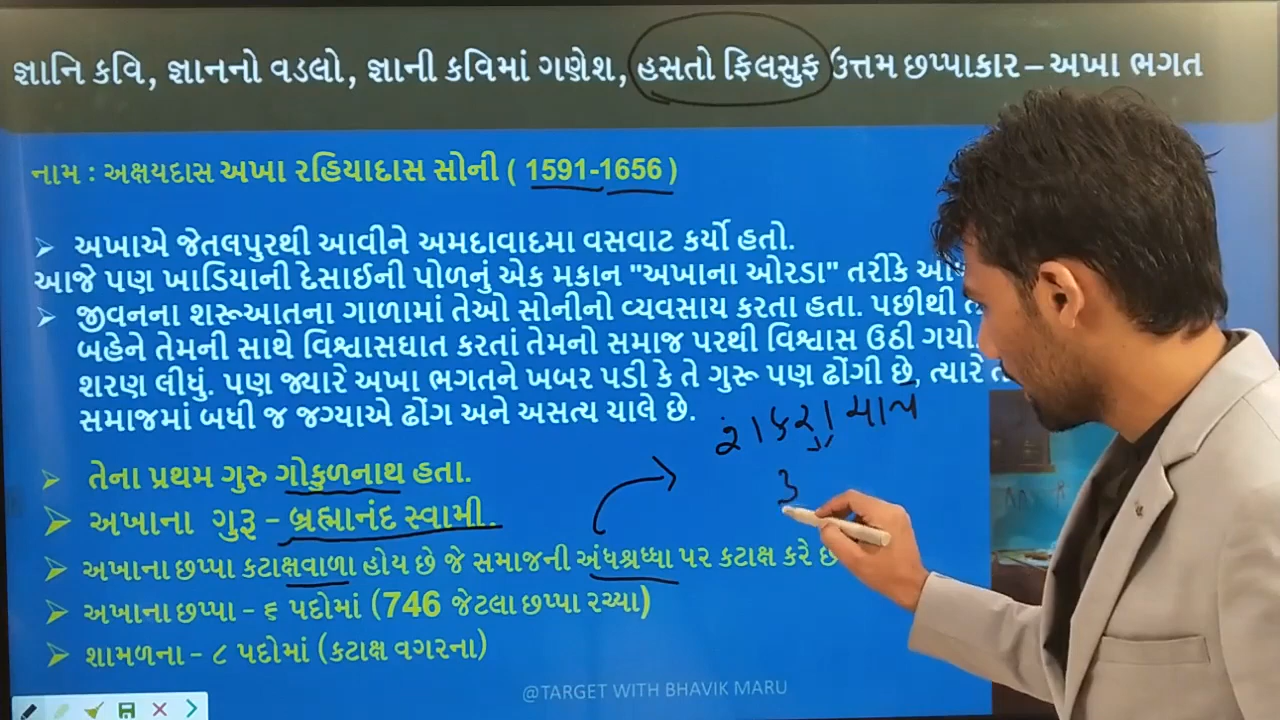 જ્ઞાનિ કવિ, જ્ઞાનનો વડલો, જ્ઞાની કવિમાં ગણેશ, હસતો ફિલસુફ ઉત્તમ છપ્પાકાર – અખા ભગત
નામ : અક્ષયદાસ અખા રહિયાદાસ સોની ( 1591-1656 )
➢ અખાએ જેતલપુરથી આવીને અમદાવાદમા વસવાટ કર્યો હતો.
આજે પણ ખાડિયાની દેસાઈની પોળનું એક મકાન "અખાના ઓરડા" તરીકે
➢ જીવનના શરૂઆતના ગાળામાં તેઓ સોનીનો વ્યવસાય કરતા હતા. પછીથી
બહેને તેમની સાથે વિશ્વાસઘાત કરતાં તેમનો સમાજ પરથી વિશ્વાસ ઉઠી ગયો.
શરણ લીધું. પણ જ્યારે અખા ભગતને ખબર પડી કે તે ગુરૂ પણ ઢોંગી છે, ત્યારે
સમાજમાં બધી જ જગ્યાએ ઢોંગ અને અસત્ય ચાલે છે.
➢ તેના પ્રથમ ગુરુ ગોકુળનાથ હતા.
➢ અખાના ગુરૂ – બ્રહ્માનંદ સ્વામી.
➢ અખાના છપ્પા કટાક્ષવાળા હોય છે જે સમાજની અંધશ્રધ્ધા પર કટાક્ષ કરે
➢ અખાના છપ્પા – ૬ પદોમાં (746 જેટલા છપ્પા રચ્યા)
➢ શામળના – ૮ પદોમાં (કટાક્ષ વગરના)
@TARGET WITH BHAVIK MARU